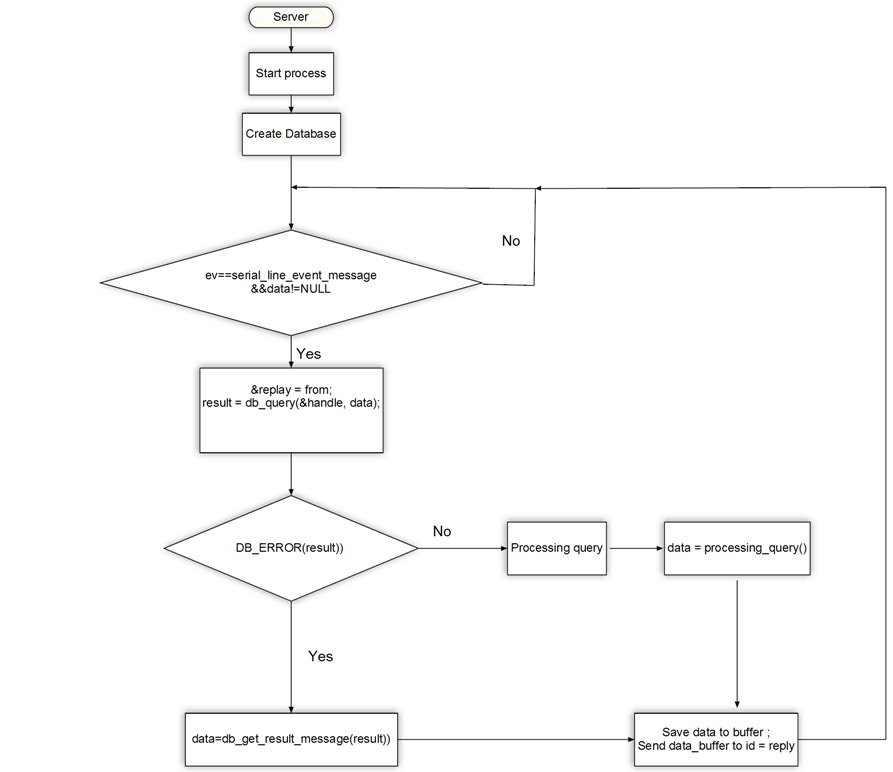 Server
Start process
Create Database
No
ev==serial_line_event_message
&&data!=NULL
Yes
&replay = from;
result = db_query(&handle, data);
No
DB_ERROR(result))
Processing query
data = processing_query()
Yes
data=db_get_result_message(result))
Save data to buffer ;
Send data_buffer to id = reply